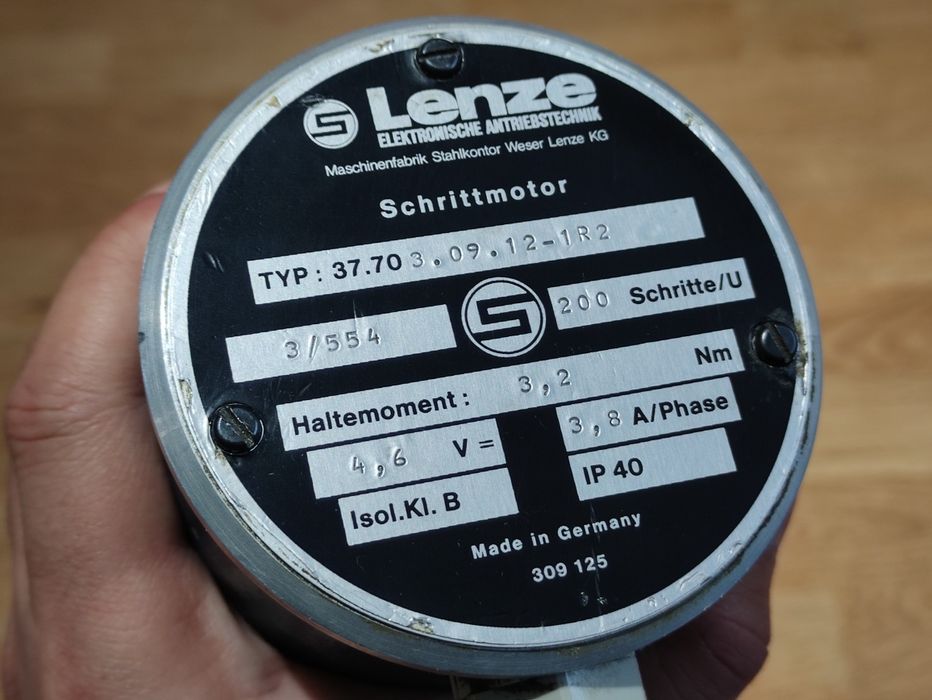 Lenze
ELEKTRONISCHE ANTRIEBSTECHNIK
Maschinenfabrik Stahlkontor Weser Lenze KG
Schrittmotor
TYP: 37.70 3.09.12-1R2
3/554
200 Schritte/U
Haltemoment: 3,2 Nm
4,6 V=
3,8 A/Phase
Isol.Kl. B
IP 40
Made in Germany
309 125